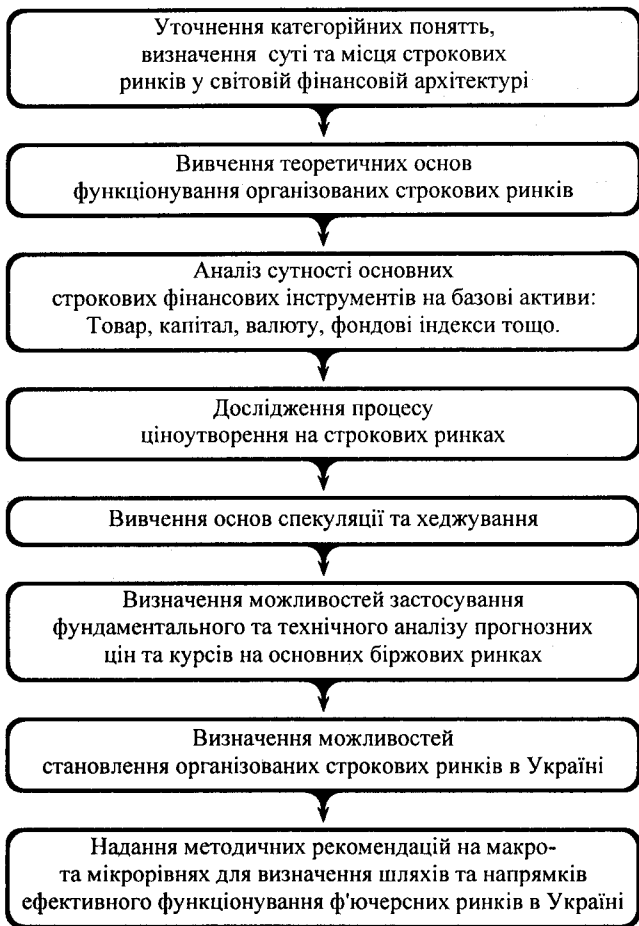 Уточнення категорійних понятть,
визначення суті та місця строкових
ринків у світовій фінансовій архітектурі
Вивчення теоретичних основ
функціонування організованих строкових ринків
Аналіз сутності основних
строкових фінансових інструментів на базові активи:
Товар, капітал, валюту, фондові індекси тощо.
Дослідження процесу
ціноутворення на строкових ринках
Вивчення основ спекуляції та хеджування
Визначення можливостей застосування
фундаментального та технічного аналізу прогнозних
цін та курсів на основних біржових ринках
Визначення можливостей
становлення організованих строкових ринків в Україні
Надання методичних рекомендацій на макро-
та мікрорівнях для визначення шляхів та напрямків
ефективного функціонування ф'ючерсних ринків в Україні